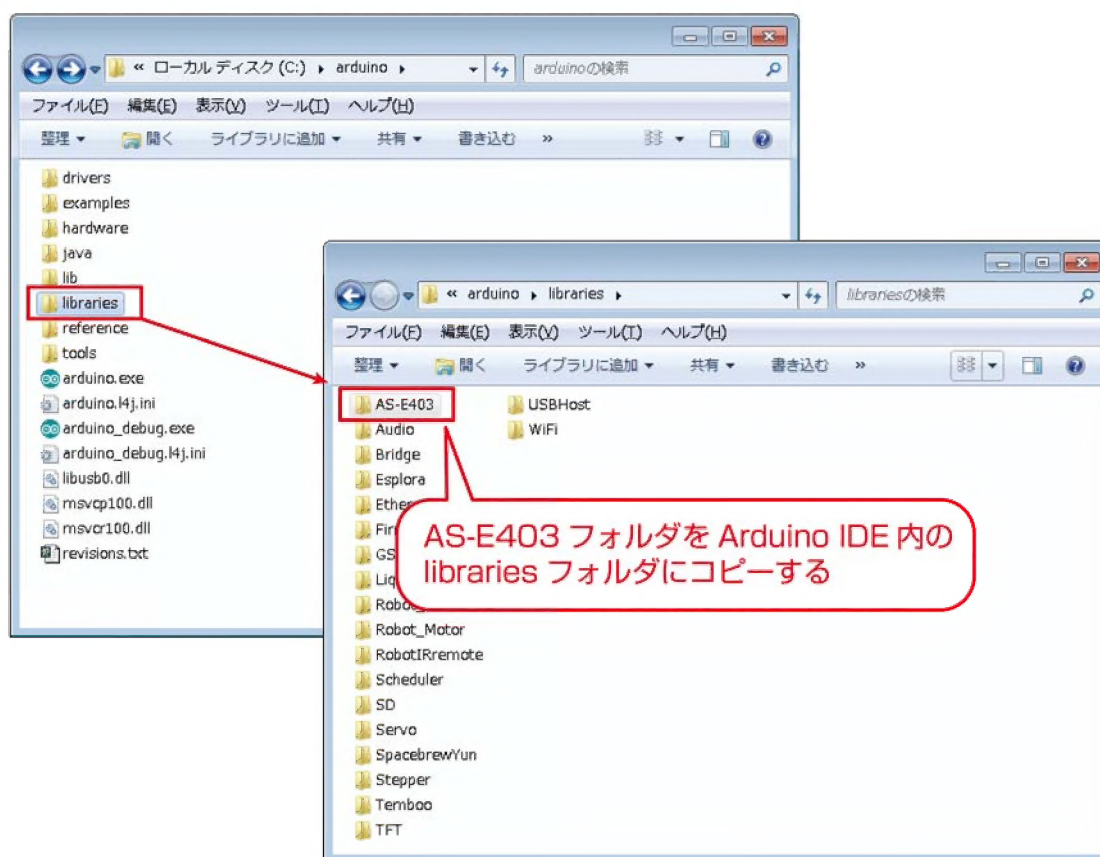 « ローカル ディスク (C:) ▸ arduino ▸
arduinoの検索
ファイル(F) 編集(E) 表示(V) ツール(T) ヘルプ(H)
整理 ▼ 開く ライブラリに追加 ▼ 共有 ▼ 書き込む »
drivers
examples
hardware
java
lib
libraries
reference
tools
arduino.exe
arduino.l4j.ini
arduino_debug.exe
arduino_debug.l4j.ini
libusb0.dll
msvcp100.dll
msvcr100.dll
revisions.txt
« arduino ▸ libraries ▸
librariesの検索
ファイル(F) 編集(E) 表示(V) ツール(T) ヘルプ(H)
整理 ▼ 開く ライブラリに追加 ▼ 共有 ▼ 書き込む »
AS-E403
Audio
Bridge
Esplora
Robot_Motor
RobotIRremote
Scheduler
SD
Servo
SpacebrewYun
Stepper
Temboo
TFT
USBHost
WiFi
AS-E403 フォルダを Arduino IDE 内の
libraries フォルダにコピーする